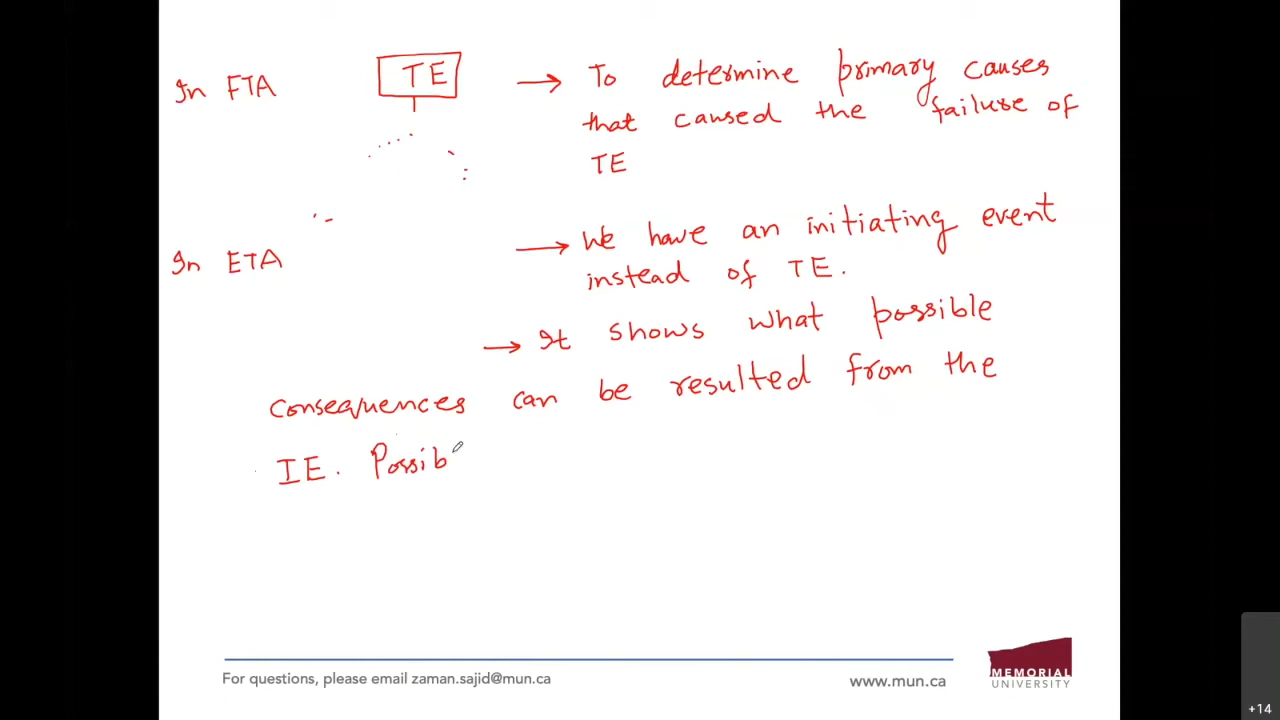 In FTA TE → To determine primary causes
that caused the failure of
TE
In ETA → We have an initiating event
instead of TE.
→ It shows what possible
consequences can be resulted from the
IE. Possib
For questions, please email zaman.sajid@mun.ca
www.mun.ca
MEMORIAL
UNIVERSITY
+14